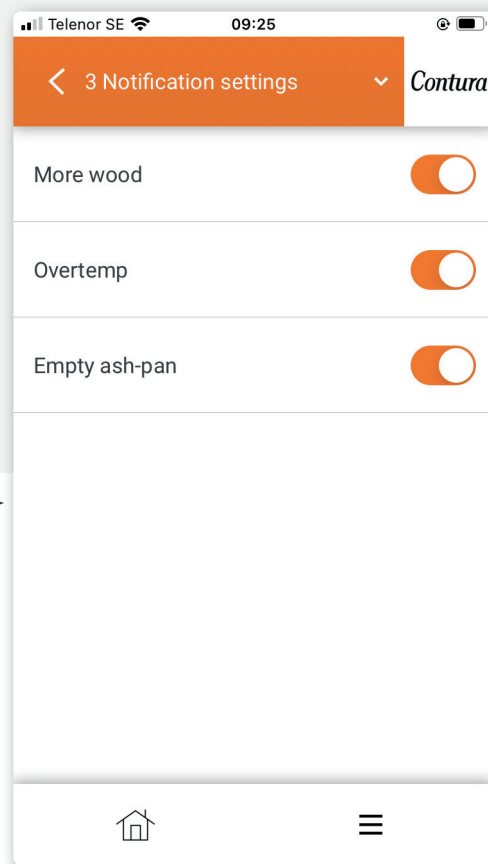 Telenor SE 09:25
3 Notification settings Contura
More wood
Overtemp
Empty ash-pan